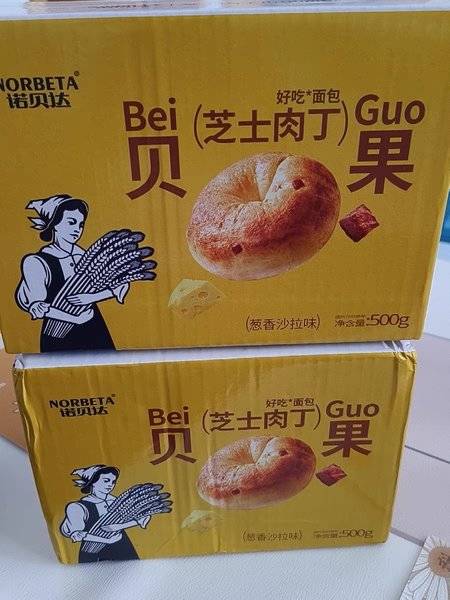 NORBETA®
诺贝达
好吃*面包
Bei (芝士肉丁) Guo
贝 果
(葱香沙拉味)
净含量:500g
NORBETA®
诺贝达
好吃*面包
Bei (芝士肉丁) Guo
贝 果
(葱香沙拉味)
净含量:500g